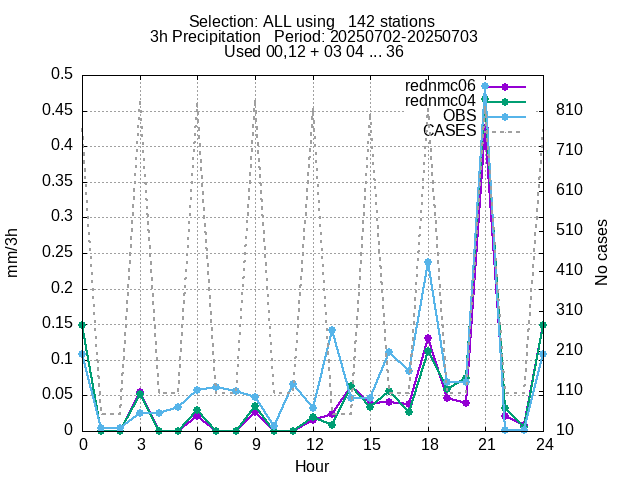 Selection: ALL using   142 stations
3h Precipitation   Period: 20250702-20250703
Used 00,12 + 03 04 ... 36
rednmc06
rednmc04
OBS
CASES
0.5
0.45
0.4
0.35
0.3
0.25
0.2
0.15
0.1
0.05
0
mm/3h
810
710
610
510
410
310
210
110
10
No cases
0 3 6 9 12 15 18 21 24
Hour